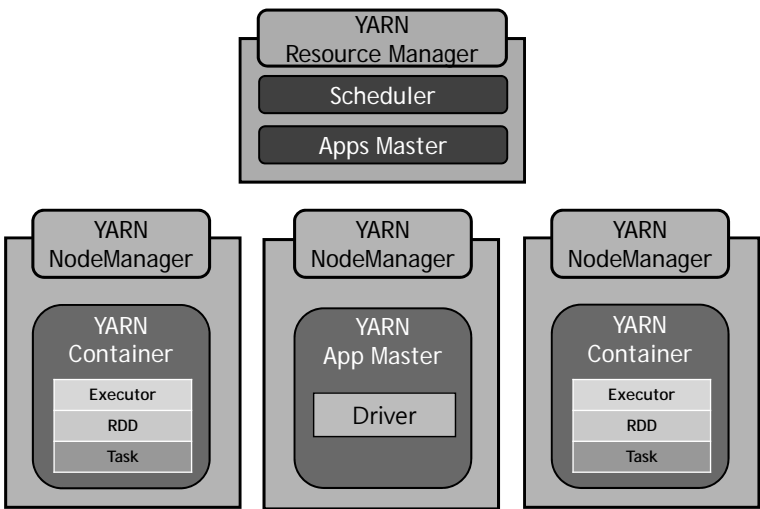 YARN
Resource Manager
Scheduler
Apps Master
YARN
NodeManager
YARN
Container
Executor
RDD
Task
YARN
NodeManager
YARN
App Master
Driver
YARN
NodeManager
YARN
Container
Executor
RDD
Task